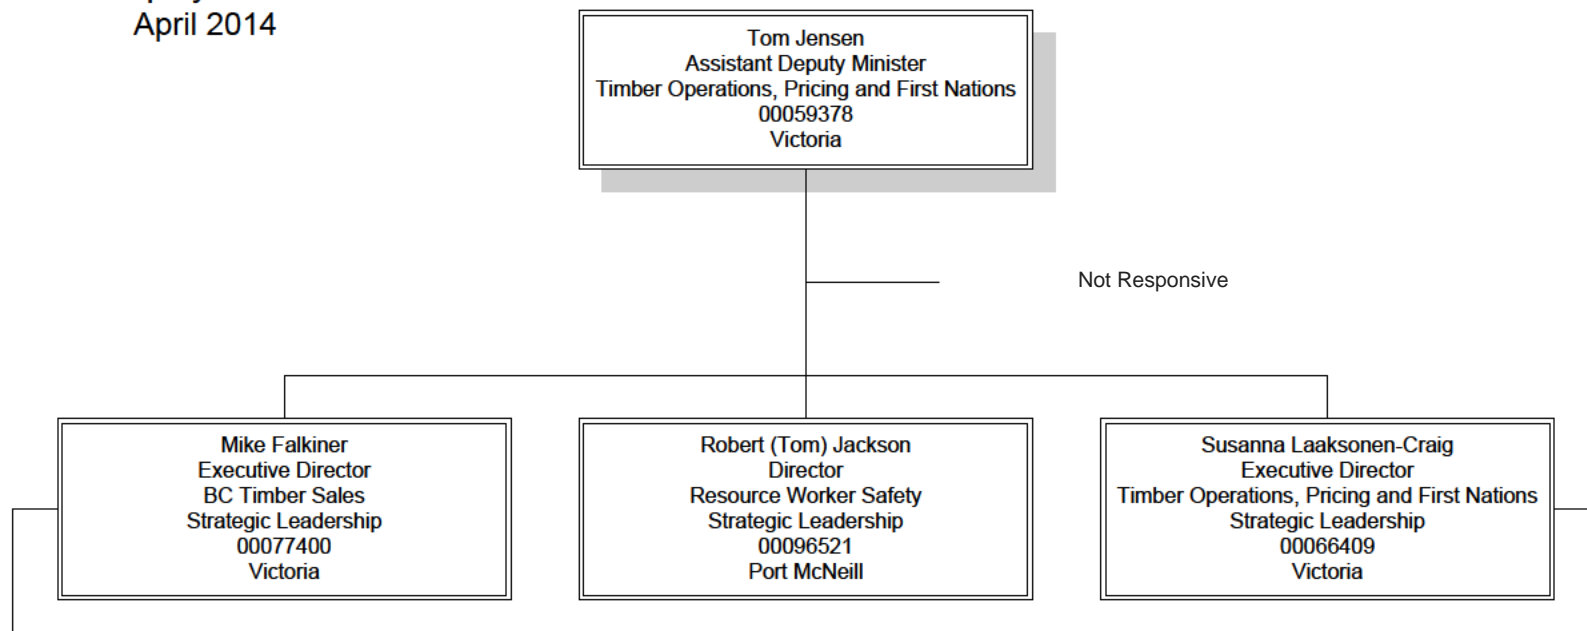 April 2014
Tom Jensen
Assistant Deputy Minister
Timber Operations, Pricing and First Nations
00059378
Victoria
Not Responsive
Mike Falkiner
Executive Director
BC Timber Sales
Strategic Leadership
00077400
Victoria
Robert (Tom) Jackson
Director
Resource Worker Safety
Strategic Leadership
00096521
Port McNeill
Susanna Laaksonen-Craig
Executive Director
Timber Operations, Pricing and First Nations
Strategic Leadership
00066409
Victoria